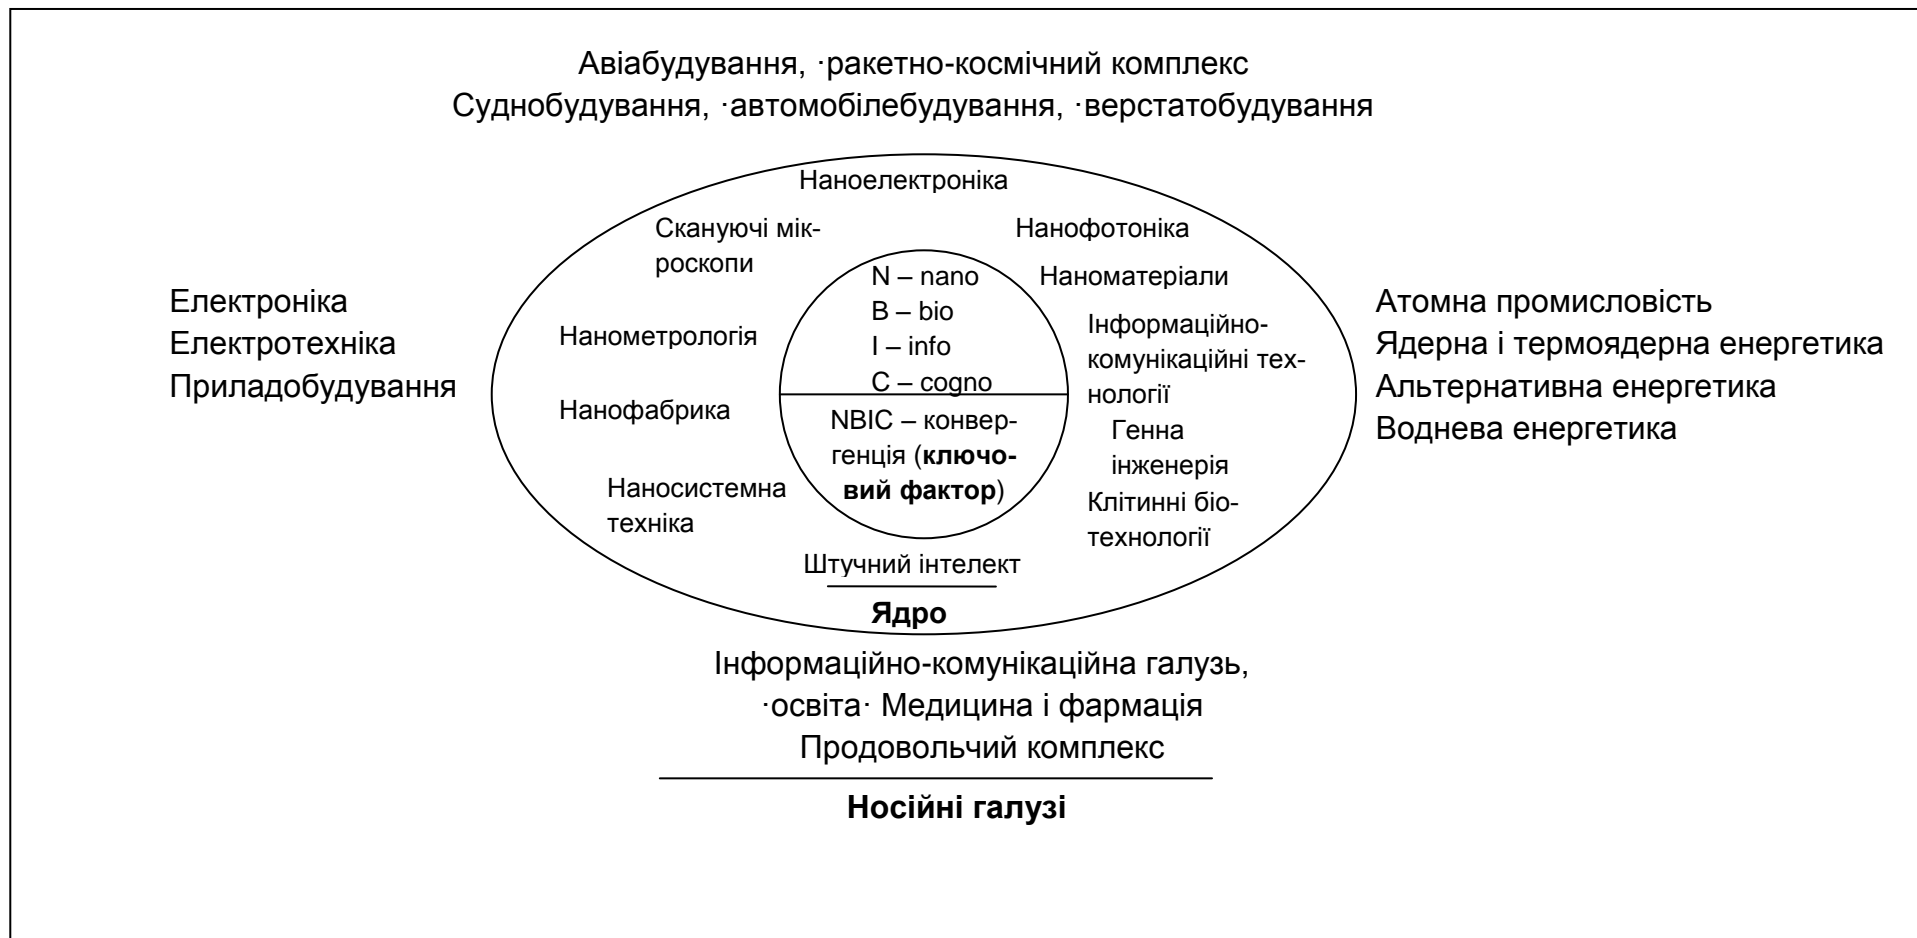 Авіабудування, ·ракетно-космічний комплекс
Суднобудування, ·автомобілебудування, ·верстатобудування
Наноелектроніка
Скануючі мік-
роскопи
Нанофотоніка
Наноматеріали
N – nano
B – bio
I – info
C – cogno
Електроніка
Електротехніка
Приладобудування
Нанометрологія
Нанофабрика
Наносистемна
техніка
NBIC – конвер-
генція (ключо-
вий фактор)
Інформаційно-
комунікаційні тех-
нології
Генна
інженерія
Клітинні біо-
технології
Атомна промисловість
Ядерна і термоядерна енергетика
Альтернативна енергетика
Воднева енергетика
Штучний інтелект
Ядро
Інформаційно-комунікаційна галузь,
·освіта· Медицина і фармація
Продовольчий комплекс
Носійні галузі